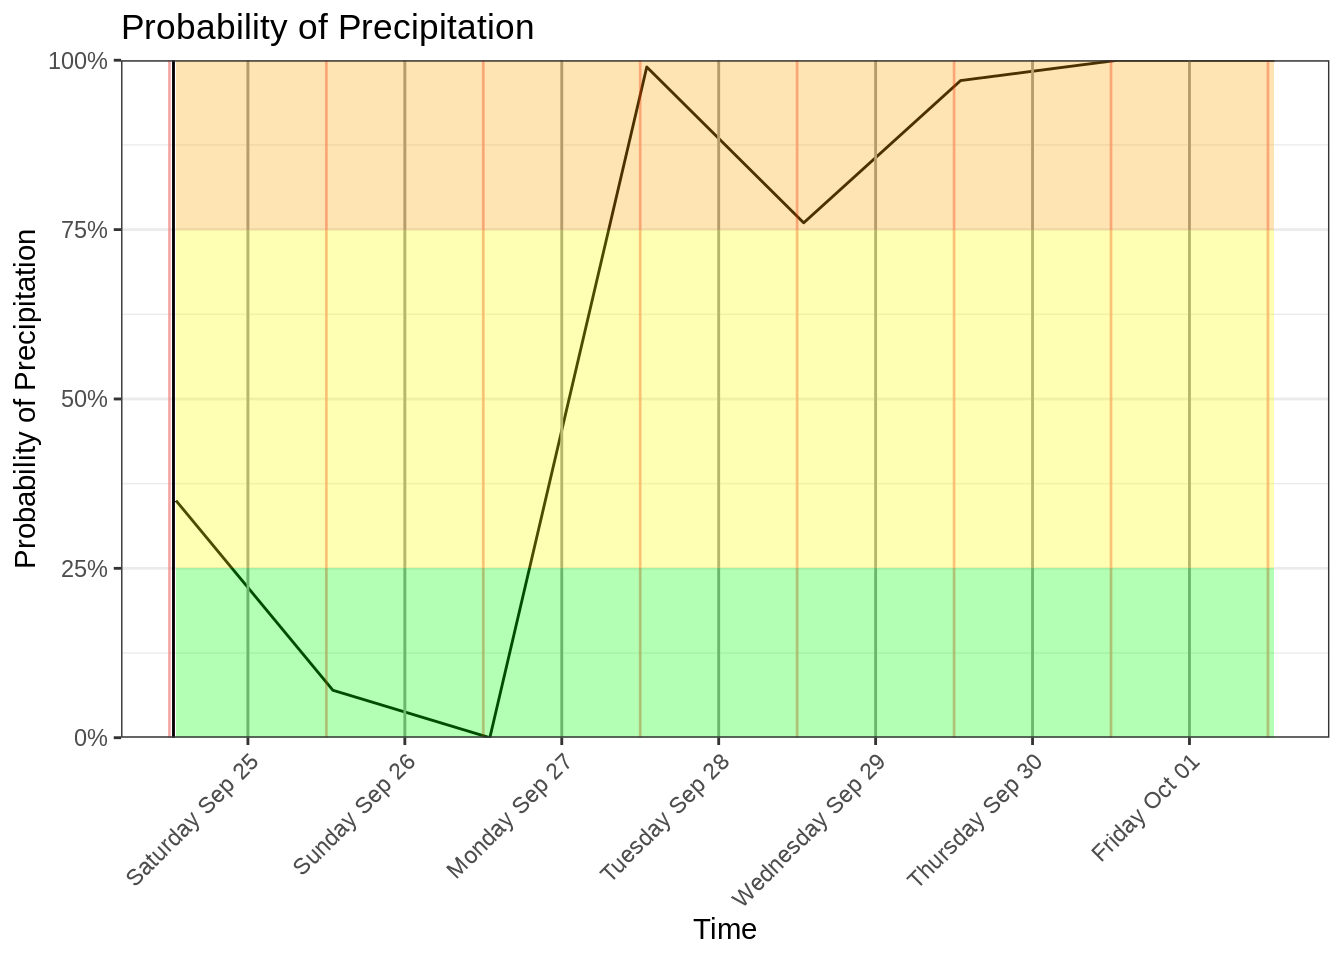 Probability of Precipitation
100%
75%
50%
25%
0%
Probability of Precipitation
Saturday Sep 25
Sunday Sep 26
Monday Sep 27
Tuesday Sep 28
Wednesday Sep 29
Thursday Sep 30
Friday Oct 01
Time